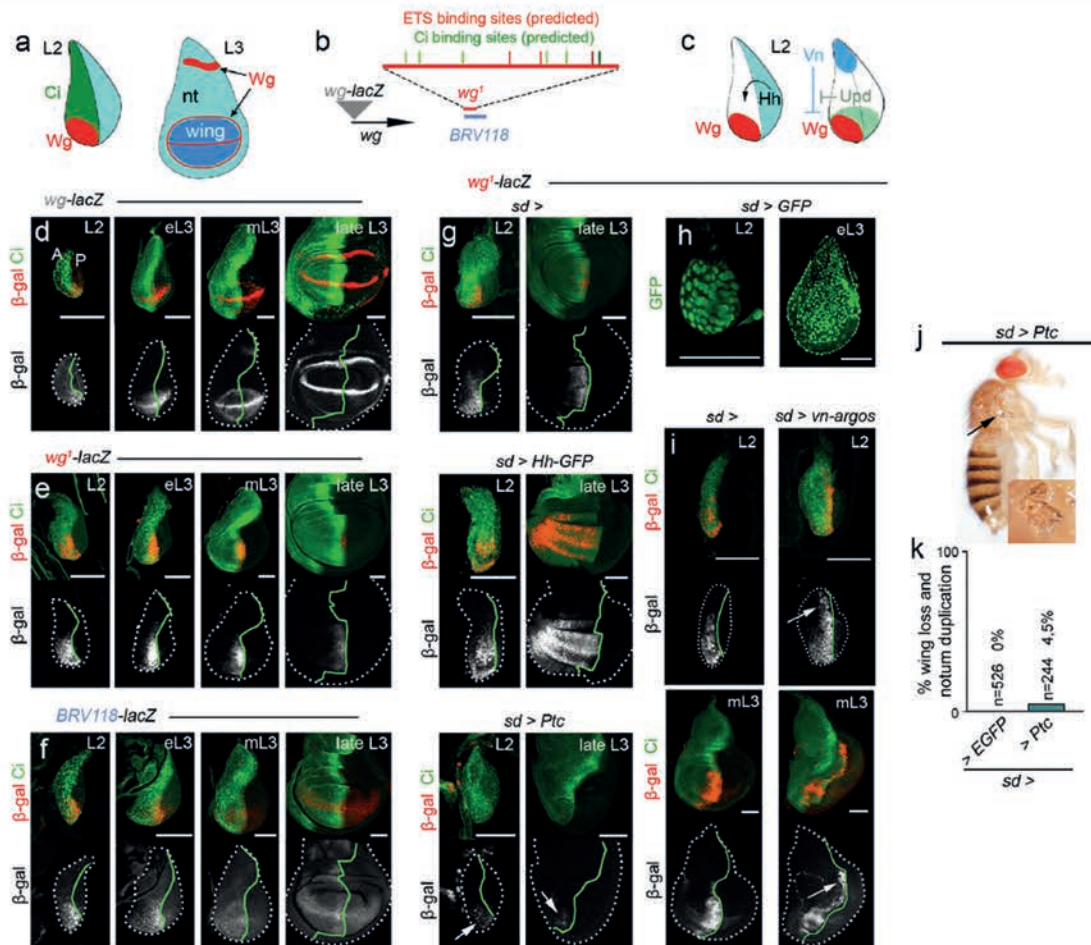 a
L2
Ci
Wg
L3
Wg
nt
wing
b
ETS binding sites (predicted)
Ci binding sites (predicted)
wg-lacZ
wg
wg¹
BRV118
c
L2
Vn
Hh
Upd
Wg
Wg
wg-lacZ
d
β-gal Ci
A
P
L2
eL3
mL3
late L3
β-gal
wg¹-lacZ
e
β-gal Ci
L2
eL3
mL3
late L3
β-gal
BRV118-lacZ
f
β-gal Ci
L2
eL3
mL3
late L3
β-gal
wg¹-lacZ
sd >
g
β-gal Ci
L2
late L3
β-gal
sd > Hh-GFP
β-gal Ci
L2
late L3
β-gal
sd > Ptc
β-gal Ci
L2
late L3
β-gal
sd > GFP
h
GFP
L2
eL3
sd >
sd > vn-argos
i
β-gal Ci
L2
L2
β-gal
β-gal Ci
mL3
mL3
β-gal
j
sd > Ptc
k
% wing loss and
notum duplication
100
0
n=526 0%
n=244 4,5%
> EGFP
> Ptc
sd >